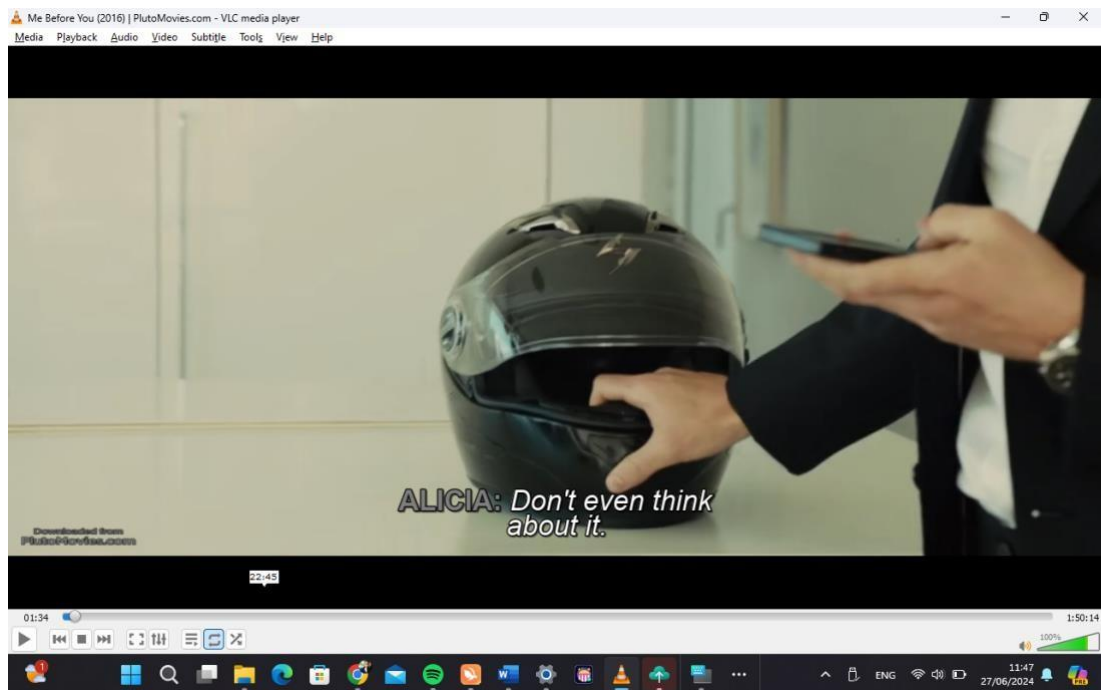 Me Before You (2016) | PlutoMovies.com - VLC media player
Media Playback Audio Video Subtitle Tools View Help
ALICIA: Don't even think
about it.
Downloaded from
PlutoMovies.com
22:45
01:34
1:50:14
100%
1
W
ENG
11:47
27/06/2024
PRE